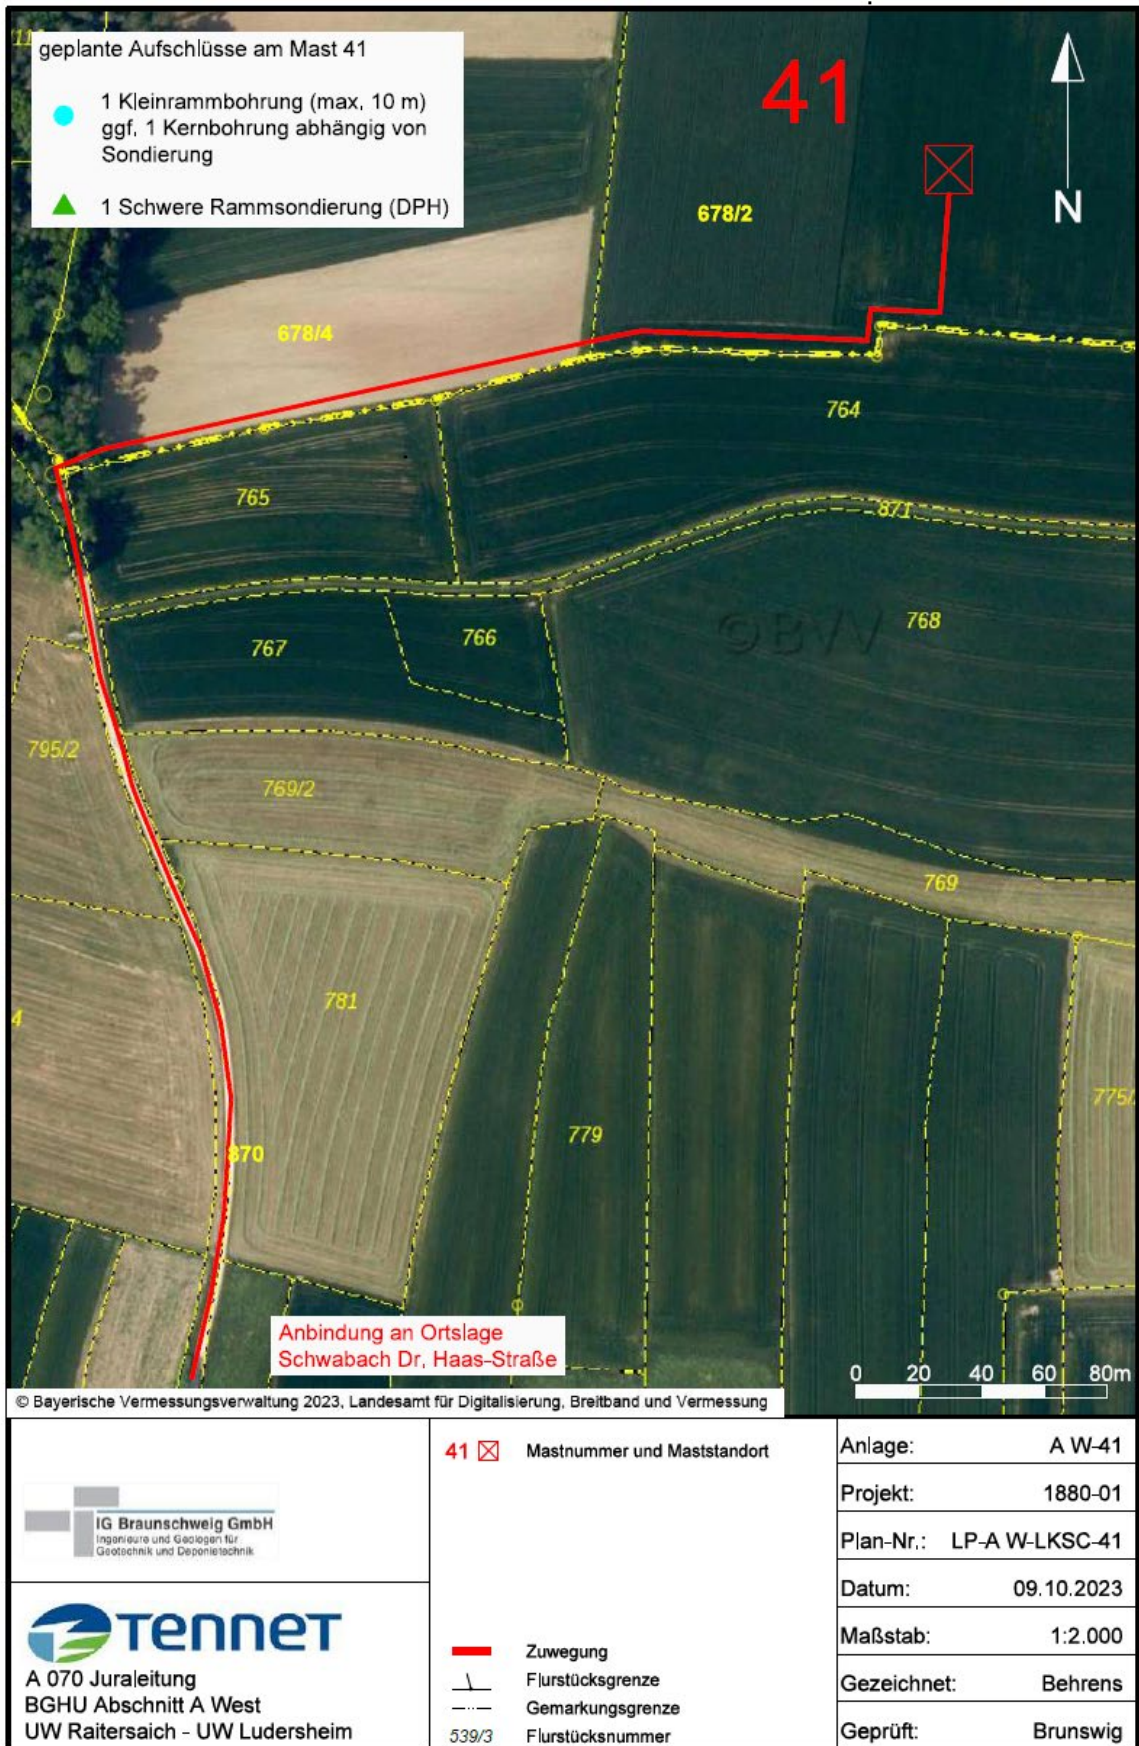 geplante Aufschlüsse am Mast 41
1 Kleinrammbohrung (max, 10 m)
ggf, 1 Kernbohrung abhängig von
Sondierung
1 Schwere Rammsondierung (DPH)
41
N
678/2
678/4
764
765
871
766
767
768
©BVV
795/2
769/2
769
781
4
775/
779
870
Anbindung an Ortslage
Schwabach Dr, Haas-Straße
0 20 40 60 80m
© Bayerische Vermessungsverwaltung 2023, Landesamt für Digitalisierung, Breitband und Vermessung
IG Braunschweig GmbH
Ingenieure und Geologen für
Geotechnik und Deponietechnik
TENNET
A 070 Juraleitung
BGHU Abschnitt A West
UW Raitersaich - UW Ludersheim
41 Mastnummer und Maststandort
Zuwegung
Flurstücksgrenze
Gemarkungsgrenze
539/3 Flurstücksnummer
Anlage: A W-41
Projekt: 1880-01
Plan-Nr.: LP-A W-LKSC-41
Datum: 09.10.2023
Maßstab: 1:2.000
Gezeichnet: Behrens
Geprüft: Brunswig